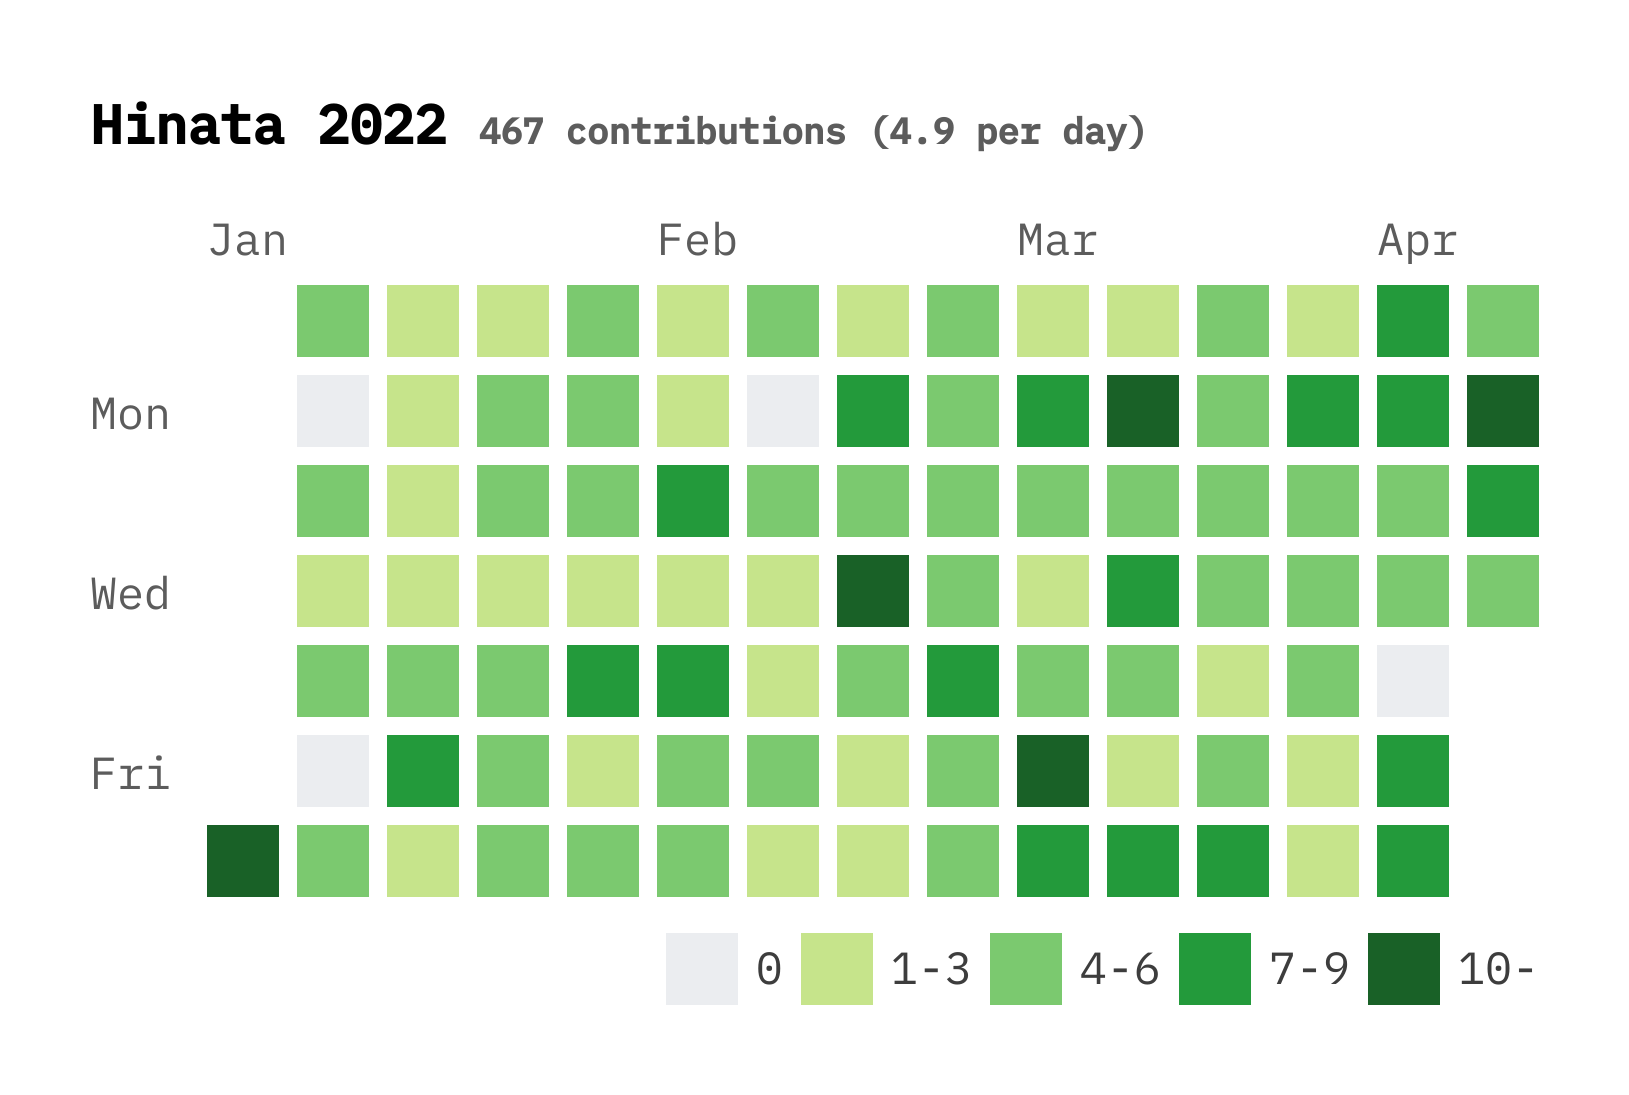 Hinata 2022 467 contributions (4.9 per day)
Jan Feb Mar Apr
Mon
Wed
Fri
0 1-3 4-6 7-9 10-